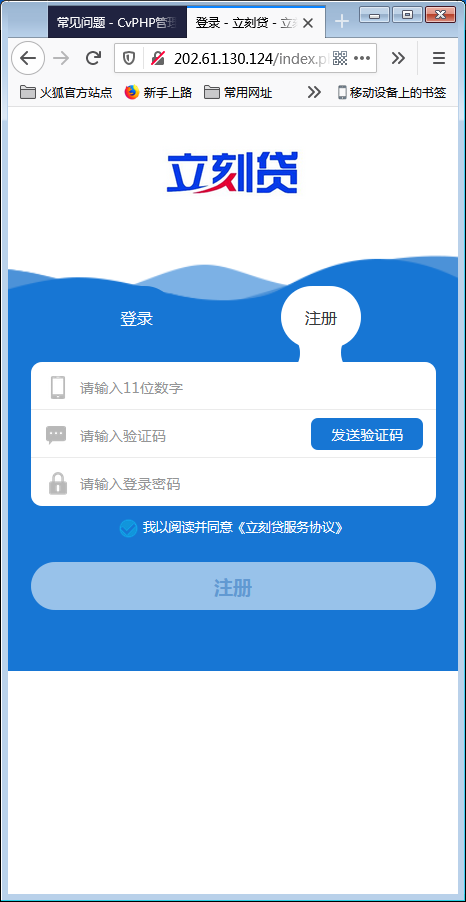 常见问题 - CvPHP管理
登录 - 立刻贷 - 立
202.61.130.124/index.p
火狐官方站点
新手上路
常用网址
移动设备上的书签
立刻贷
登录
注册
请输入11位数字
请输入验证码
发送验证码
请输入登录密码
我以阅读并同意《立刻贷服务协议》
注册